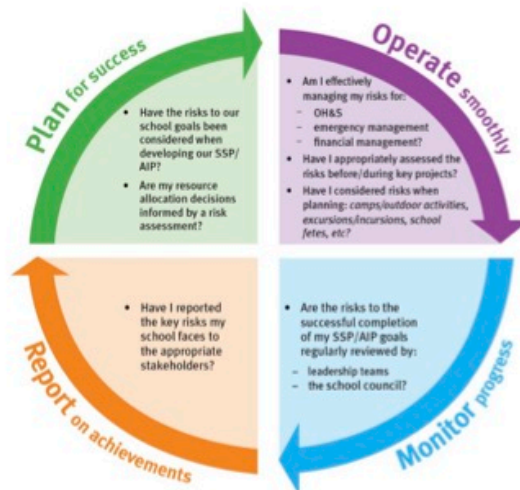 Plan for success
• Have the risks to our
school goals been
considered when
developing our SSP/
AIP?
• Are my resource
allocation decisions
informed by a risk
assessment?
Operate smoothly
• Am I effectively
managing my risks for:
– OH&S
– emergency management
– financial management?
• Have I appropriately assessed the
risks before/during key projects?
• Have I considered risks when
planning: camps/outdoor activities,
excursions/incursions, school
fetes, etc?
Report on achievements
• Have I reported
the key risks my
school faces to
the appropriate
stakeholders?
Monitor progress
• Are the risks to the
successful completion
of my SSP/AIP goals
regularly reviewed by:
– leadership teams
– the school council?